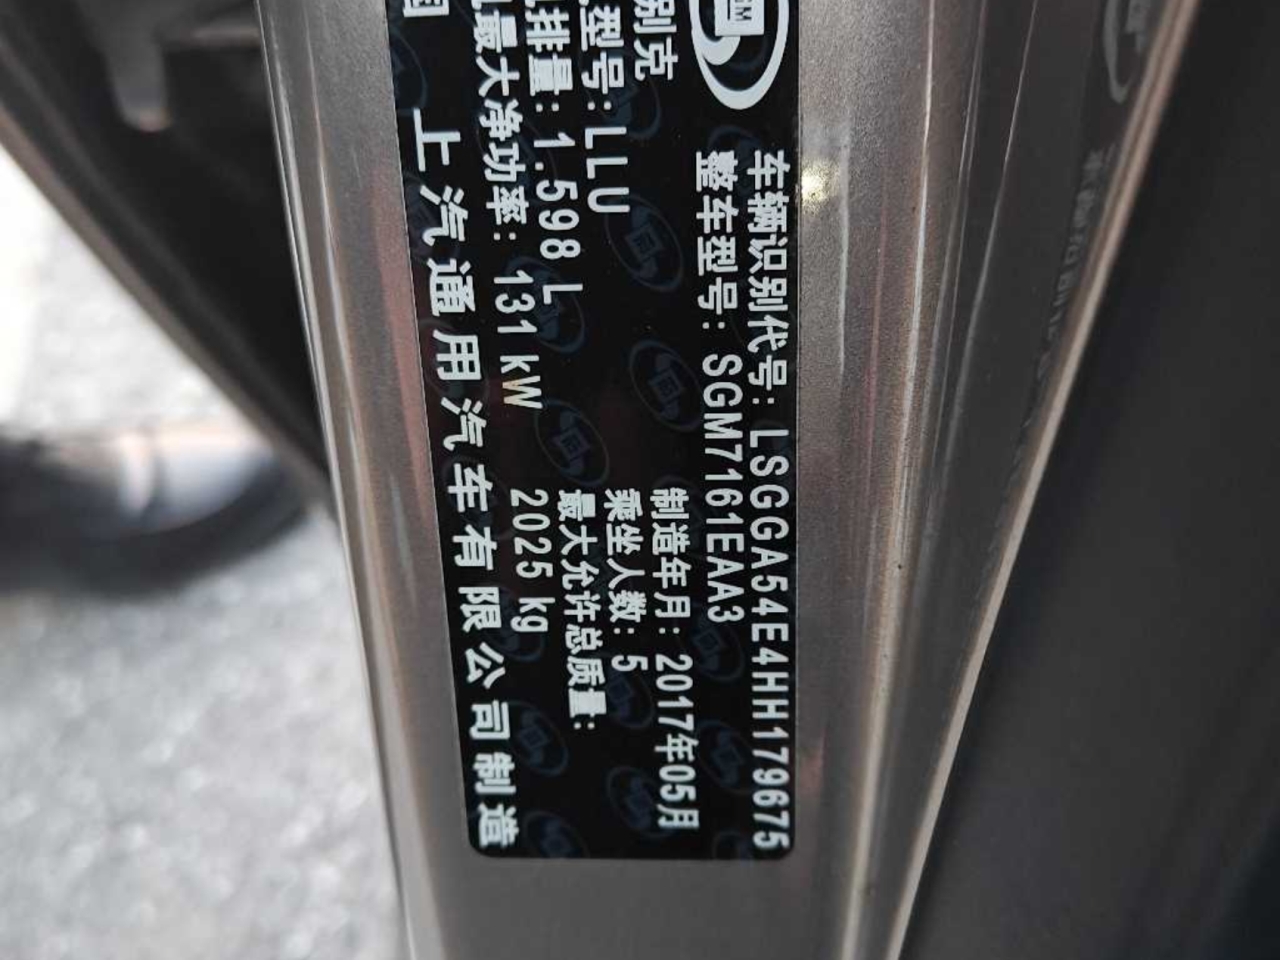 车辆识别代号: LSGGA54E4HH179675
整车型号: SGM7161EAA3
别克
制造年月: 2017年05月
型号: LLU
乘坐人数: 5
排量: 1.598 L
最大允许总质量:
2025 kg
最大净功率: 131 kW
国 上汽通用汽车有限公司制造